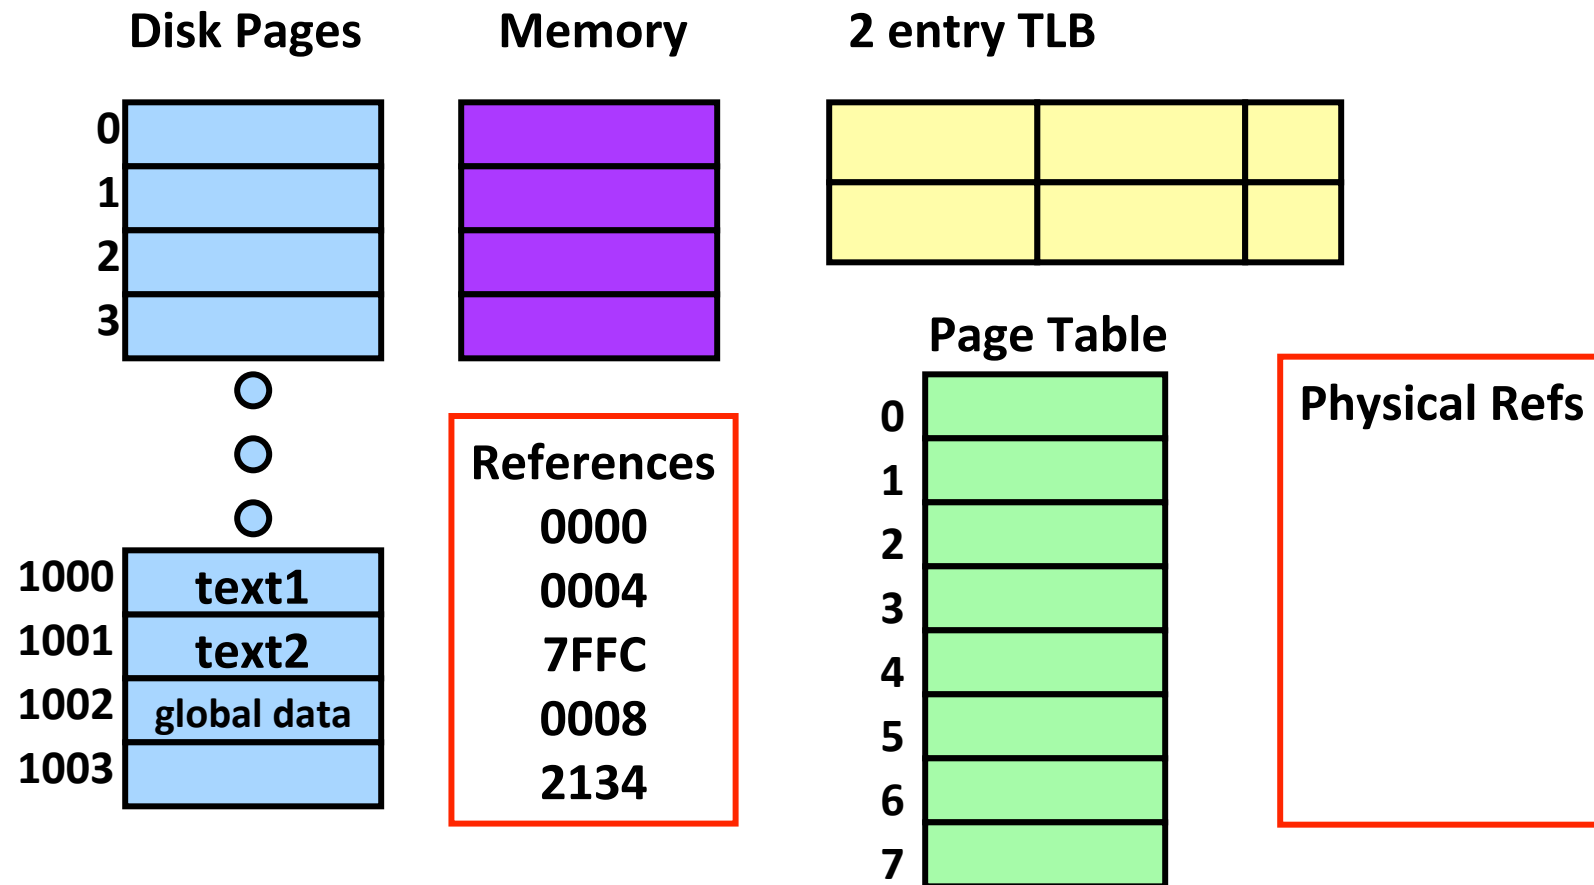 Disk Pages
Memory
2 entry TLB
0
1
2
3
1000 text1
1001 text2
1002 global data
1003
References
0000
0004
7FFC
0008
2134
Page Table
0
1
2
3
4
5
6
7
Physical Refs